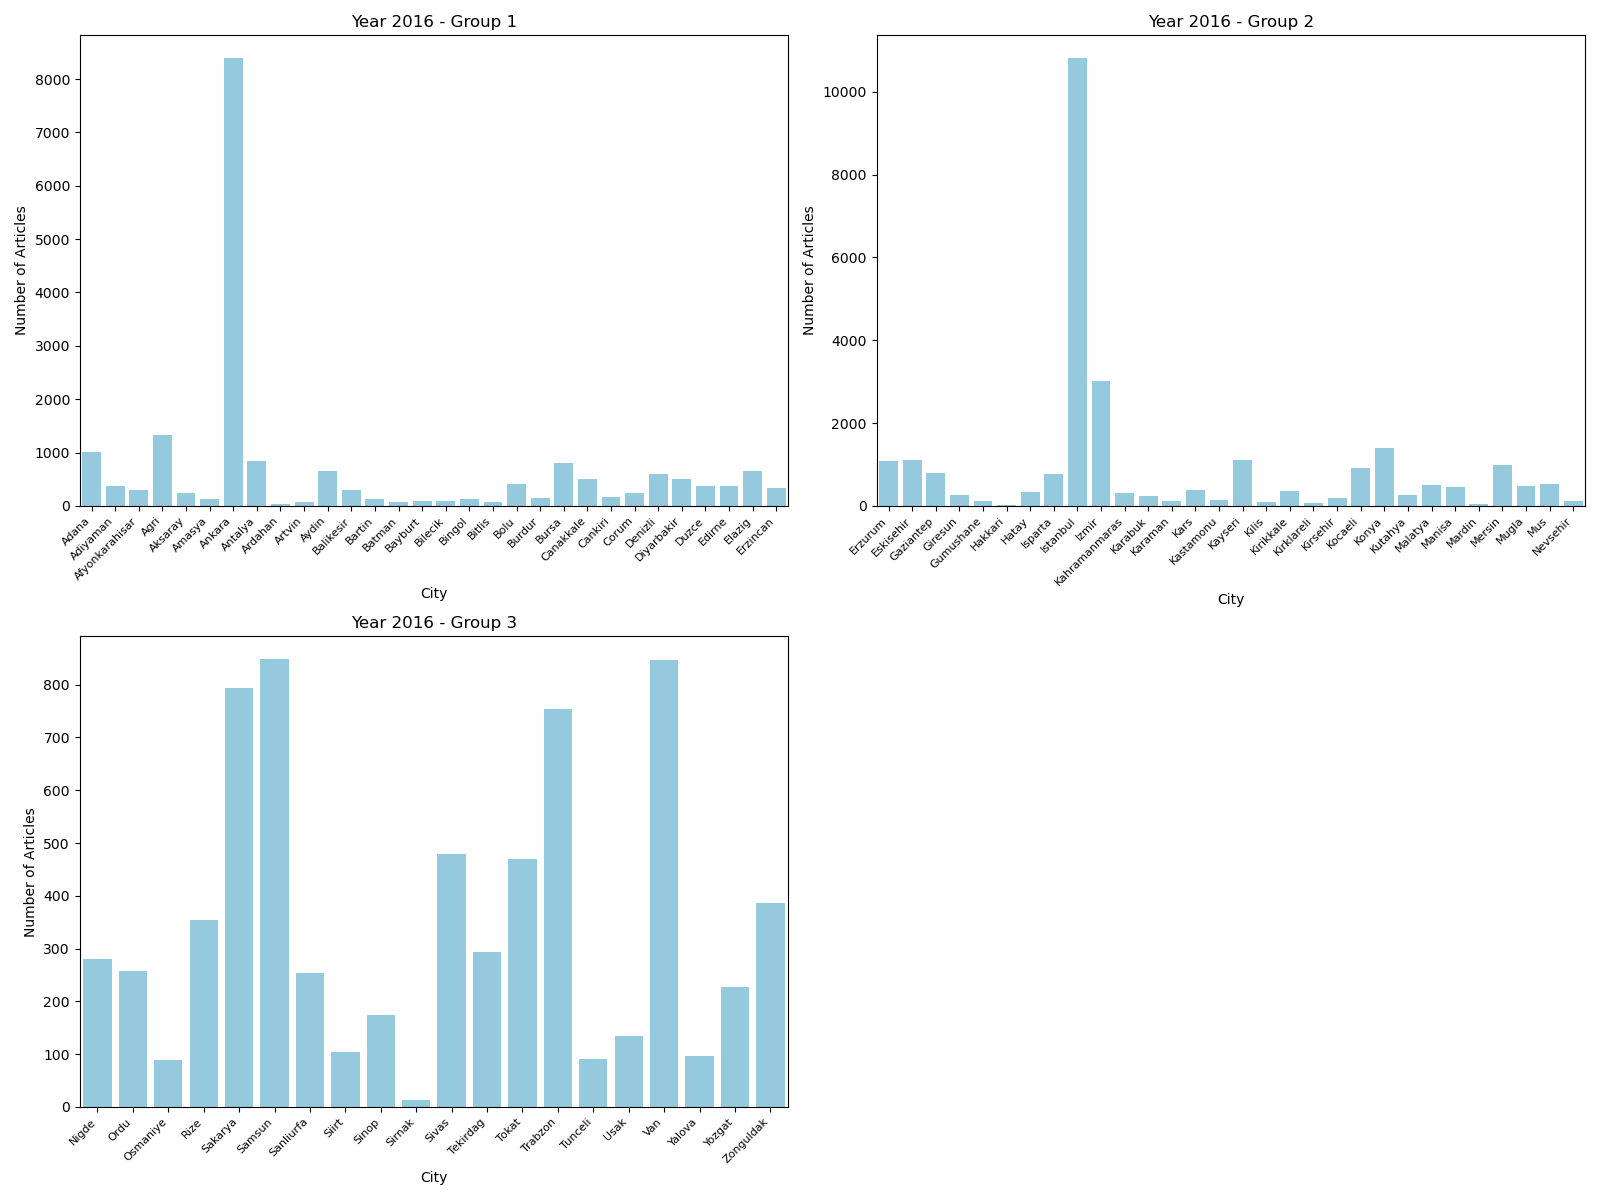 Year 2016 - Group 1
Number of Articles
8000
7000
6000
5000
4000
3000
2000
1000
0
Adana
Adiyaman
Afyonkarahisar
Agri
Aksaray
Amasya
Ankara
Antalya
Ardahan
Artvin
Aydin
Balikesir
Bartin
Batman
Bayburt
Bilecik
Bingol
Bitlis
Bolu
Burdur
Bursa
Canakkale
Cankiri
Corum
Denizli
Diyarbakir
Duzce
Edirne
Elazig
Erzincan
City
Year 2016 - Group 2
Number of Articles
10000
8000
6000
4000
2000
0
Erzurum
Eskisehir
Gaziantep
Giresun
Gumushane
Hakkari
Hatay
Isparta
Istanbul
Izmir
Kahramanmaras
Karabuk
Karaman
Kars
Kastamonu
Kayseri
Kilis
Kirikkale
Kirklareli
Kirsehir
Kocaeli
Konya
Kutahya
Malatya
Manisa
Mardin
Mersin
Mugla
Mus
Nevsehir
City
Year 2016 - Group 3
Number of Articles
800
700
600
500
400
300
200
100
0
Nigde
Ordu
Osmaniye
Rize
Sakarya
Samsun
Sanliurfa
Siirt
Sinop
Sirnak
Sivas
Tekirdag
Tokat
Trabzon
Tunceli
Usak
Van
Yalova
Yozgat
Zonguldak
City